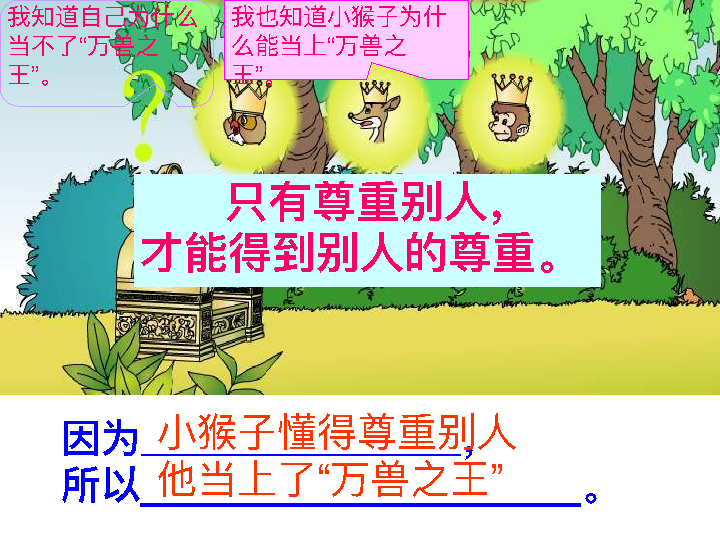 我知道自己为什么
当不了“万兽之
王”。
我也知道小猴子为什
么能当上“万兽之
王”。
？
只有尊重别人，
才能得到别人的尊重。
因为小猴子懂得尊重别人，
所以他当上了“万兽之王”。